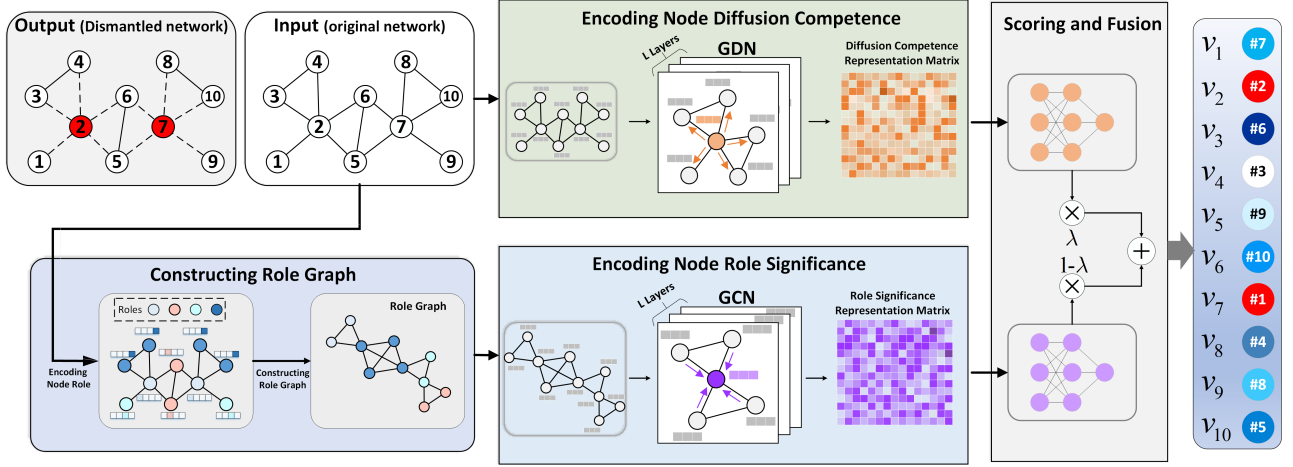 Output (Dismantled network)
4
8
3
6
10
2
7
1
5
9
Input (original network)
4
8
3
6
10
2
7
1
5
9
Encoding Node Diffusion Competence
L Layers
GDN
Diffusion Competence
Representation Matrix
Constructing Role Graph
Roles
Role Graph
Encoding
Node Role
Constructing
Role Graph
Encoding Node Role Significance
L Layers
GCN
Role Significance
Representation Matrix
Scoring and Fusion
×
λ
+
1-λ
×
v1 #7
v2 #2
v3 #6
v4 #3
v5 #9
v6 #10
v7 #1
v8 #4
v9 #8
v10 #5